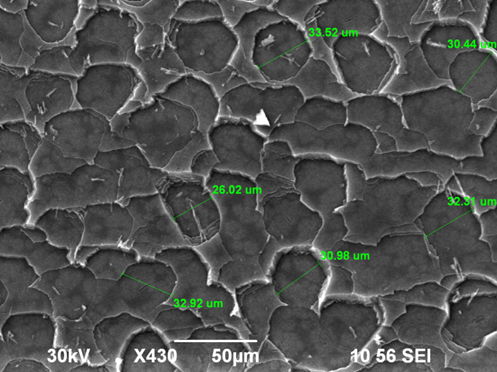 33.52 um
30.44 um
26.02 um
32.31 um
30.98 um
32.92 um
30kV X430 50µm 10 56 SEI